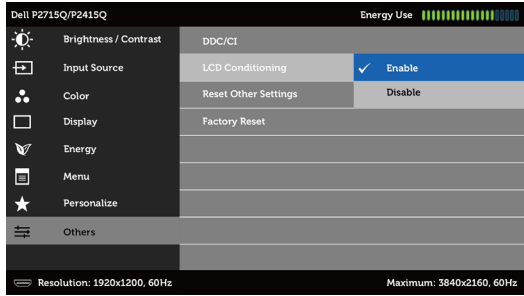 Dell P2715Q/P2415Q
Energy Use
Brightness / Contrast
DDC/CI
Input Source
LCD Conditioning
Enable
Color
Reset Other Settings
Disable
Display
Factory Reset
Energy
Menu
Personalize
Others
Resolution: 1920x1200, 60Hz
Maximum: 3840x2160, 60Hz